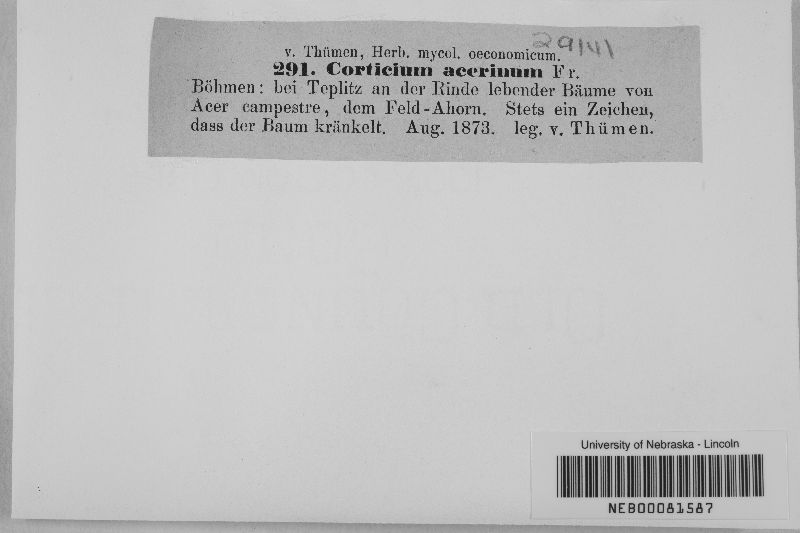 29141
v. Thümen, Herb. mycol. oeconomicum.
291. Corticium acerinum Fr.
Böhmen: bei Teplitz an der Rinde lebender Bäume von
Acer campestre, dem Feld-Ahorn. Stets ein Zeichen,
dass der Baum kränkelt. Aug. 1873. leg. v. Thümen.
University of Nebraska - Lincoln
NEB00081587